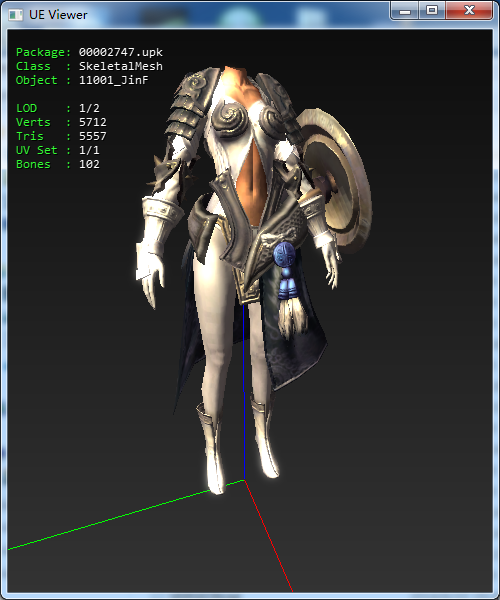 UE Viewer
Package: 00002747.upk
Class : SkeletalMesh
Object : 11001_JinF
LOD : 1/2
Verts : 5712
Tris : 5557
UV Set : 1/1
Bones : 102